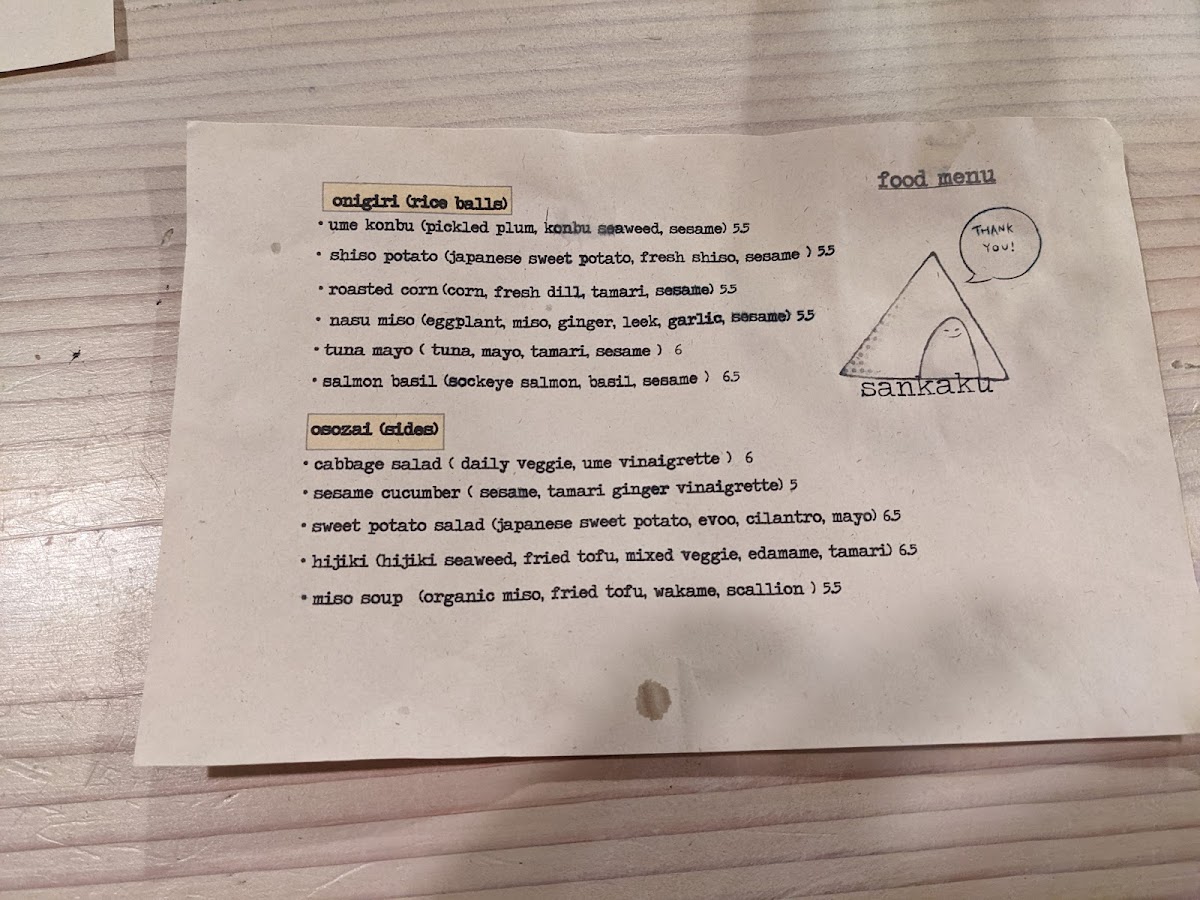 food menu
onigiri (rice balls)
• ume konbu (pickled plum, konbu seaweed, sesame) 5.5
• shiso potato (japanese sweet potato, fresh shiso, sesame ) 5.5
• roasted corn (corn, fresh dill, tamari, sesame) 5.5
• nasu miso (eggplant, miso, ginger, leek, garlic, sesame) 5.5
• tuna mayo ( tuna, mayo, tamari, sesame ) 6
• salmon basil (sockeye salmon, basil, sesame ) 6.5
osozai (sides)
• cabbage salad ( daily veggie, ume vinaigrette ) 6
• sesame cucumber ( sesame, tamari ginger vinaigrette) 5
• sweet potato salad (japanese sweet potato, evoo, cilantro, mayo) 6.5
• hijiki (hijiki seaweed, fried tofu, mixed veggie, edamame, tamari) 6.5
• miso soup (organic miso, fried tofu, wakame, scallion ) 5.5
THANK
YOU!
sankaku